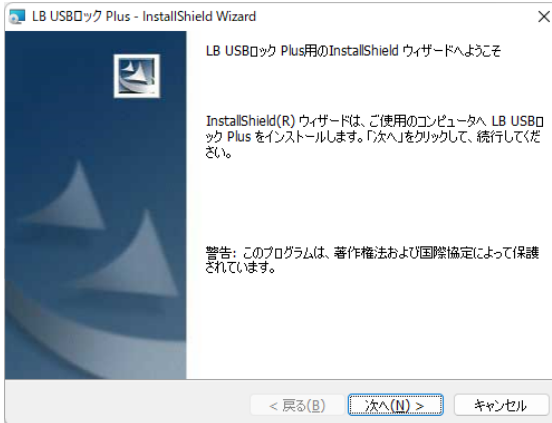 LB USBロック Plus - InstallShield Wizard
LB USBロック Plus用のInstallShield ウィザードへようこそ
InstallShield(R) ウィザードは、ご使用のコンピュータへ LB USBロ
ック Plus をインストールします。「次へ」をクリックして、続行してくだ
さい。
警告: このプログラムは、著作権法および国際協定によって保護
されています。
< 戻る(B) 次へ(N) > キャンセル